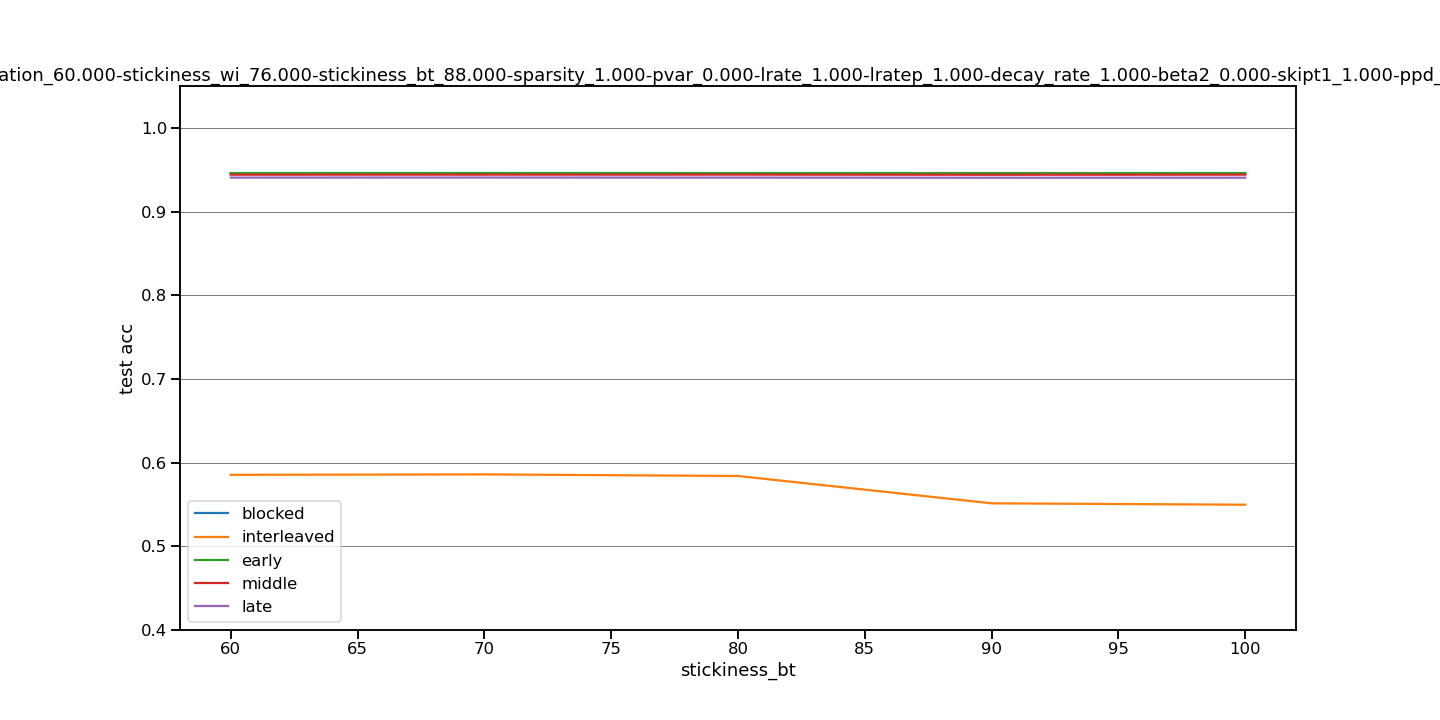 ation_60.000-stickiness_wi_76.000-stickiness_bt_88.000-sparsity_1.000-pvar_0.000-lrate_1.000-lratep_1.000-decay_rate_1.000-beta2_0.000-skipt1_1.000-ppd_
1.0
0.9
0.8
0.7
0.6
0.5
0.4
test acc
blocked
interleaved
early
middle
late
60 65 70 75 80 85 90 95 100
stickiness_bt